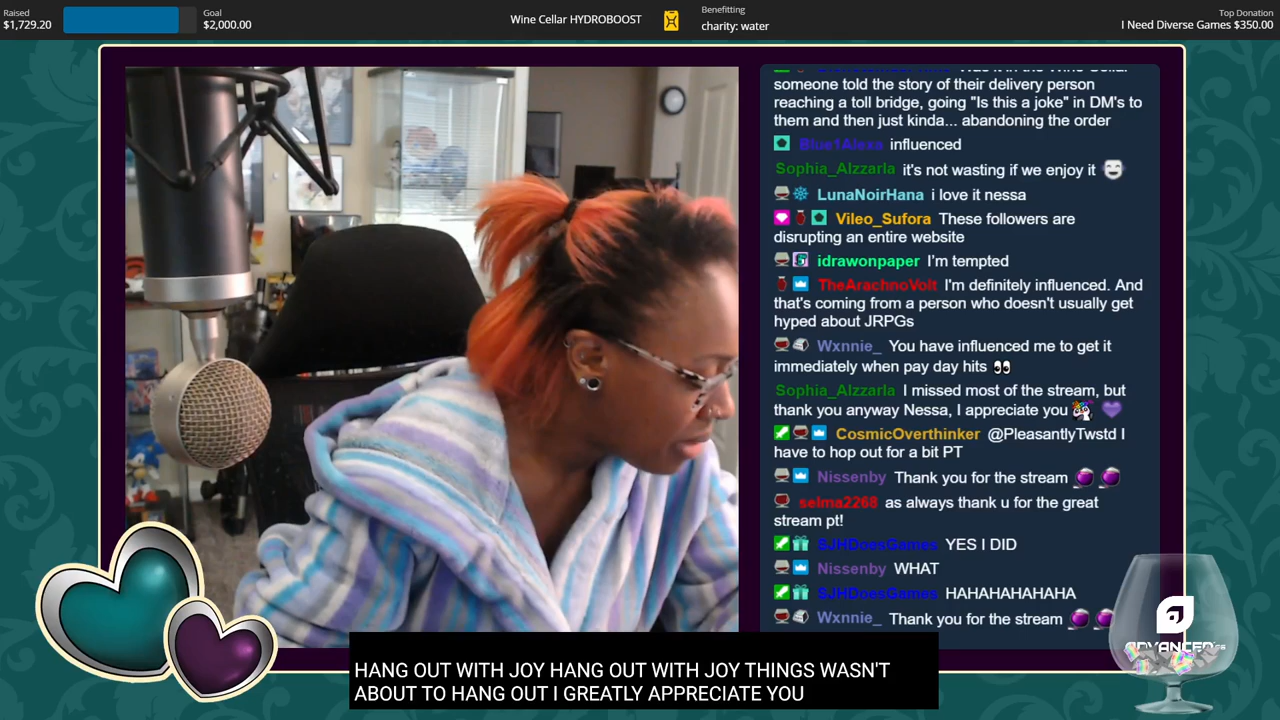 Raised
$1,729.20
Goal
$2,000.00
Wine Cellar HYDROBOOST
Benefitting
charity: water
Top Donation
I Need Diverse Games $350.00
someone told the story of their delivery person
reaching a toll bridge, going "Is this a joke" in DM's to
them and then just kinda... abandoning the order
Blue1Alexa influenced
Sophia_Alzzarla it's not wasting if we enjoy it
LunaNoirHana i love it nessa
Vileo_Sufora These followers are
disrupting an entire website
idrawonpaper I'm tempted
TheArachnoVolt I'm definitely influenced. And
that's coming from a person who doesn't usually get
hyped about JRPGs
Wxnnie_ You have influenced me to get it
immediately when pay day hits
Sophia_Alzzarla I missed most of the stream, but
thank you anyway Nessa, I appreciate you
CosmicOverthinker @PleasantlyTwstd I
have to hop out for a bit PT
Nissenby Thank you for the stream
selma2268 as always thank u for the great
stream pt!
SJHDoesGames YES I DID
Nissenby WHAT
SJHDoesGames HAHAHAHAHAHA
Wxnnie_ Thank you for the stream
HANG OUT WITH JOY HANG OUT WITH JOY THINGS WASN'T
ABOUT TO HANG OUT I GREATLY APPRECIATE YOU